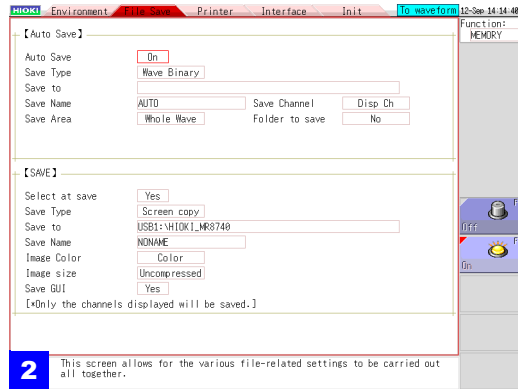 HIOKI Environment File Save Printer Interface Init To waveform 12-Sep 14:14:40
Function:
MEMORY
【Auto Save】
Auto Save On
Save Type Wave Binary
Save to
Save Name AUTO Save Channel Disp Ch
Save Area Whole Wave Folder to save No
【SAVE】
Select at save Yes
Save Type Screen copy
Save to USB1:\HIOKI_MR8740
Save Name NONAME
Image Color Color
Image size Uncompressed
Save GUI Yes
[*Only the channels displayed will be saved.]
F
Off
F
On
2
This screen allows for the various file-related settings to be carried out
all together.